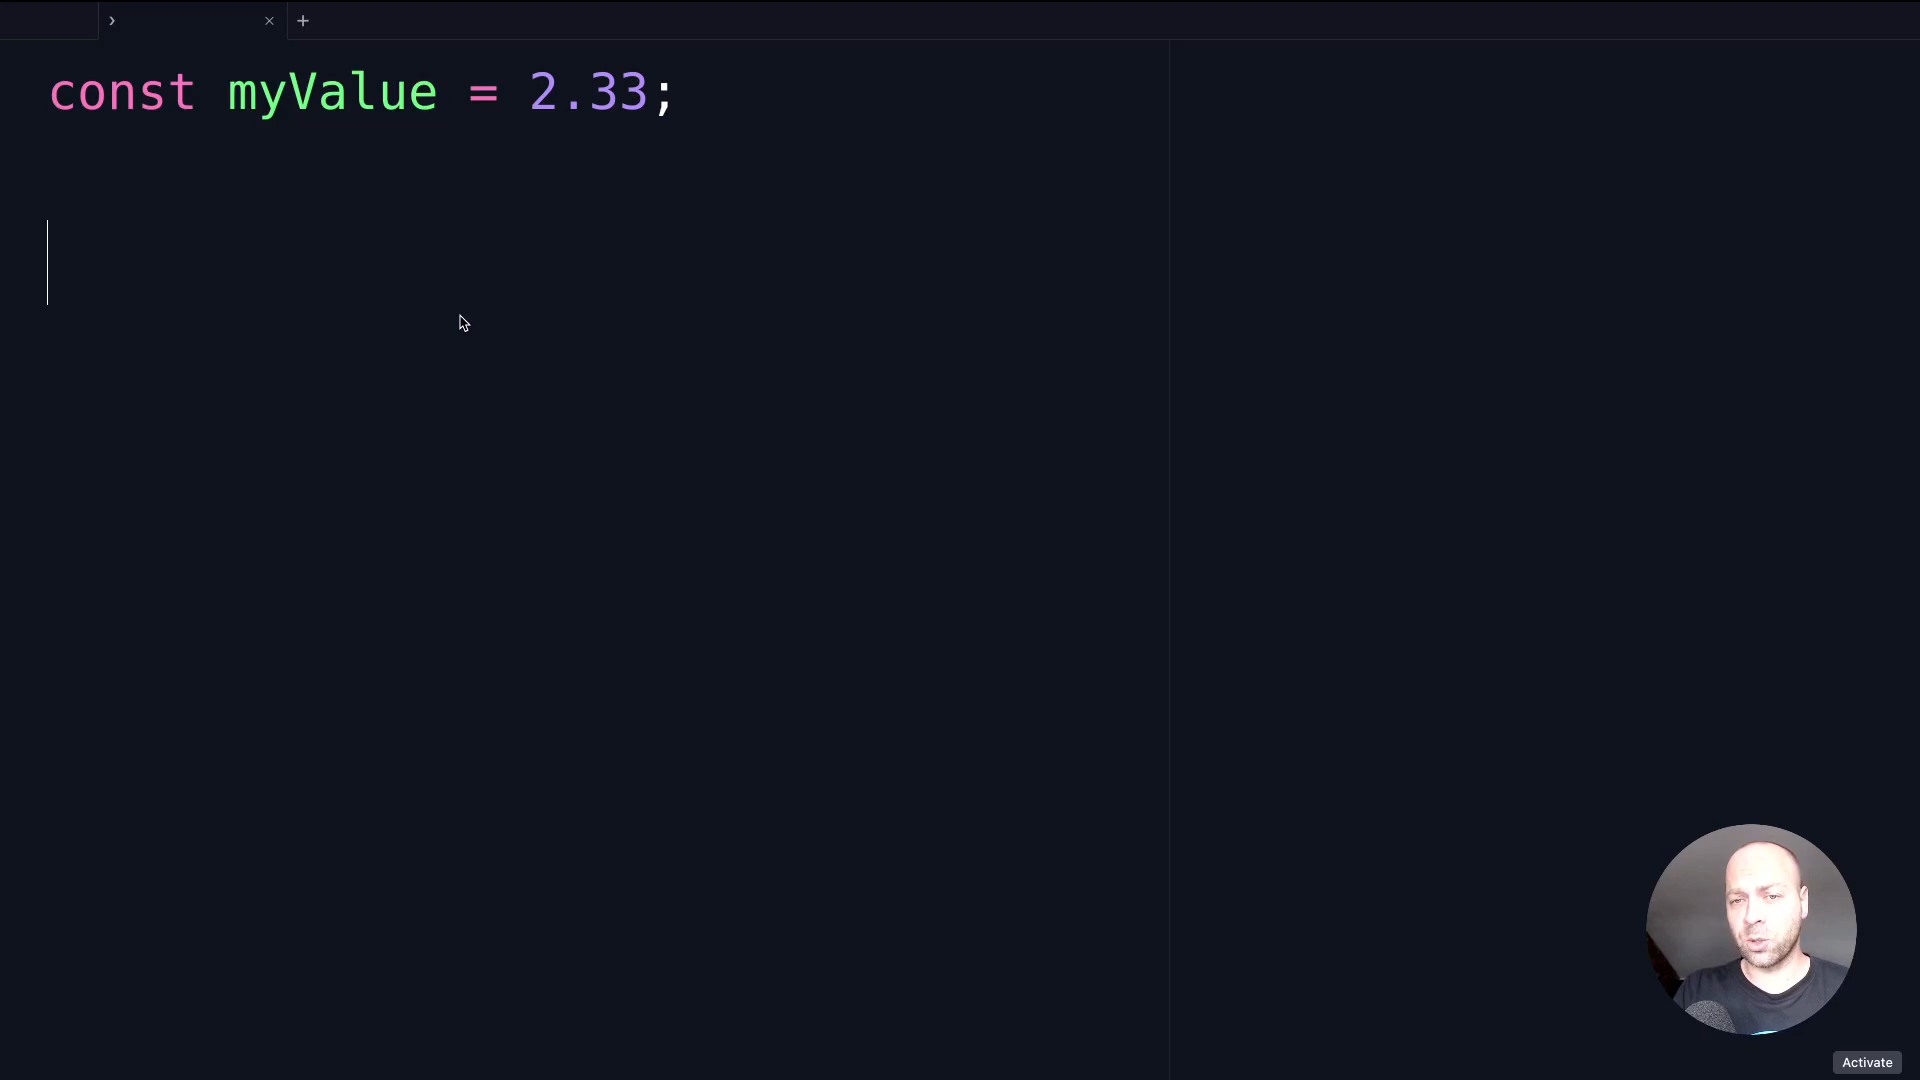 const myValue = 2.33;
Activate